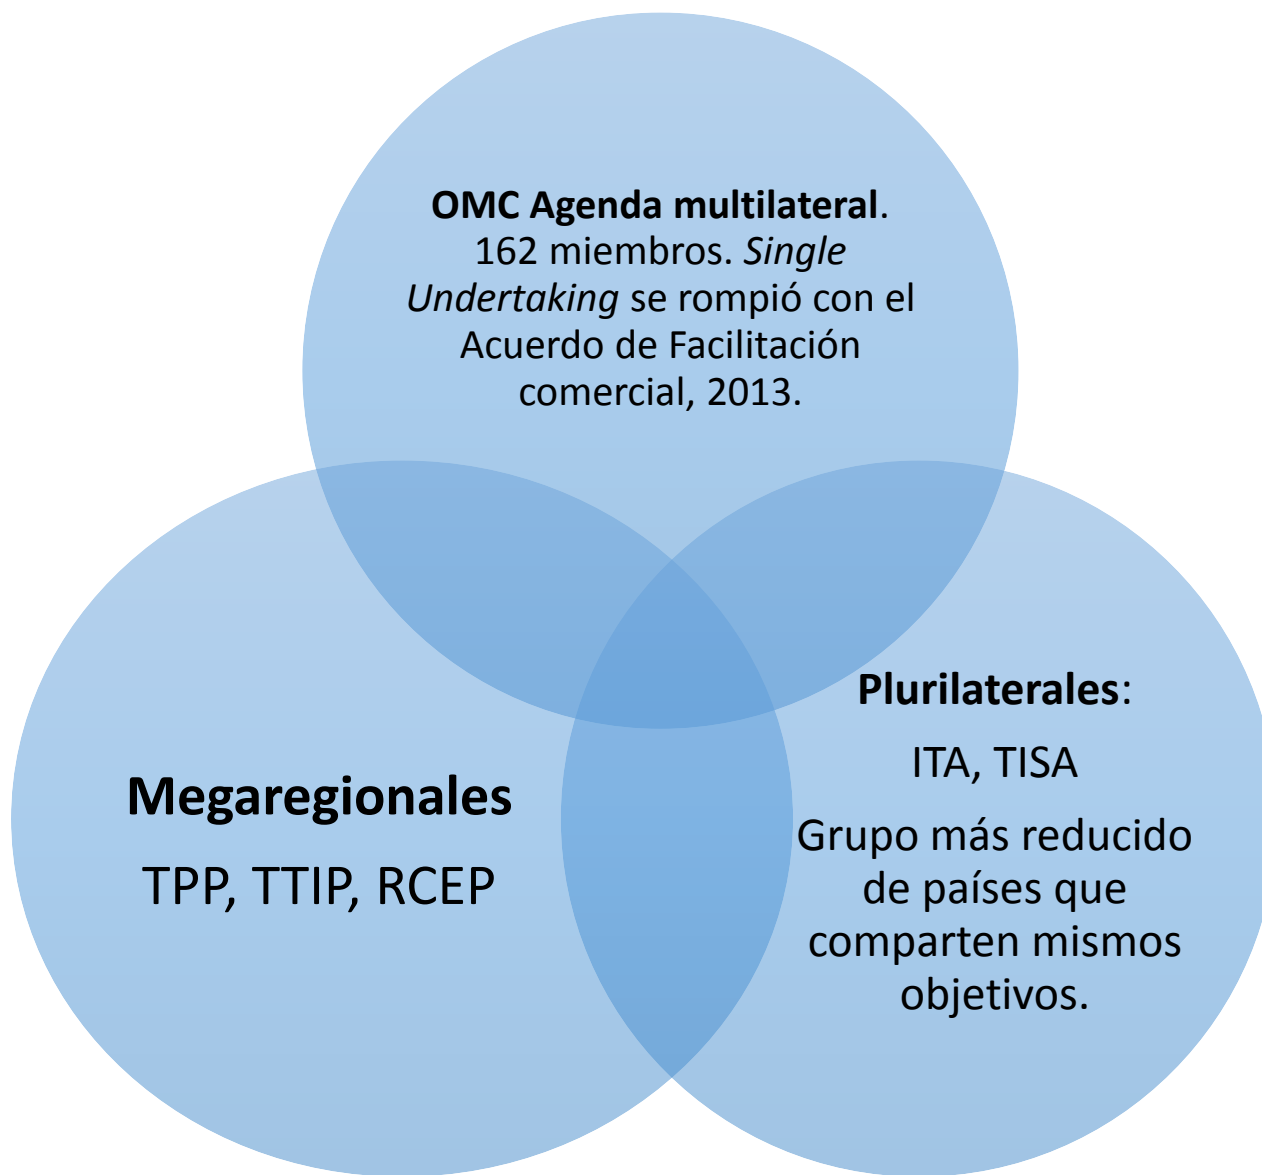 OMC Agenda multilateral.
162 miembros. Single
Undertaking se rompió con el
Acuerdo de Facilitación
comercial, 2013.
Megaregionales
TPP, TTIP, RCEP
Plurilaterales:
ITA, TISA
Grupo más reducido
de países que
comparten mismos
objetivos.